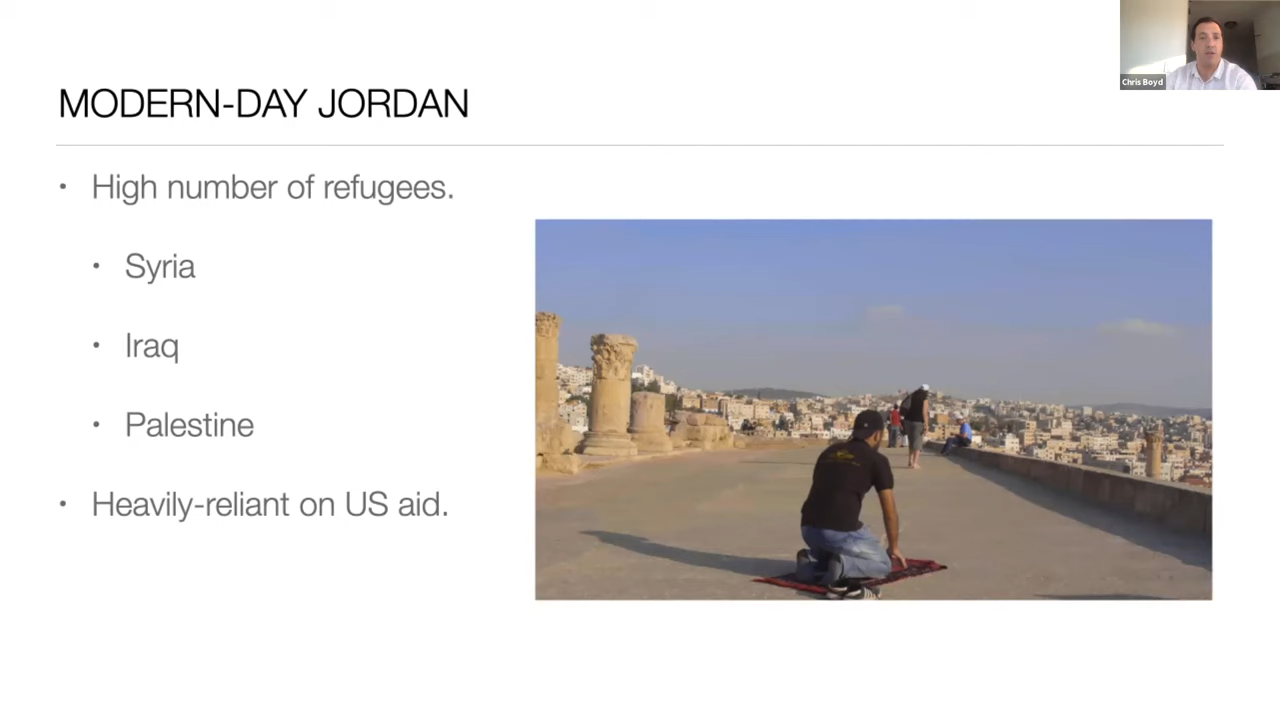 Chris Boyd
MODERN-DAY JORDAN
• High number of refugees.
• Syria
• Iraq
• Palestine
• Heavily-reliant on US aid.